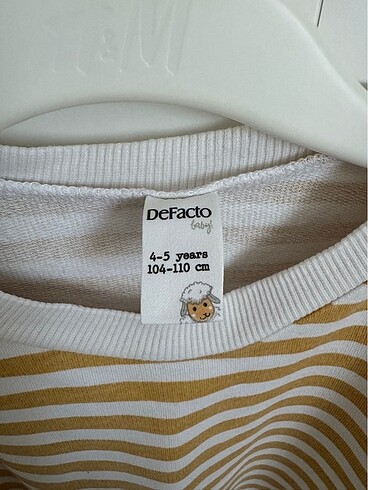 H&M
DeFacto
baby!
4-5 years
104-110 cm